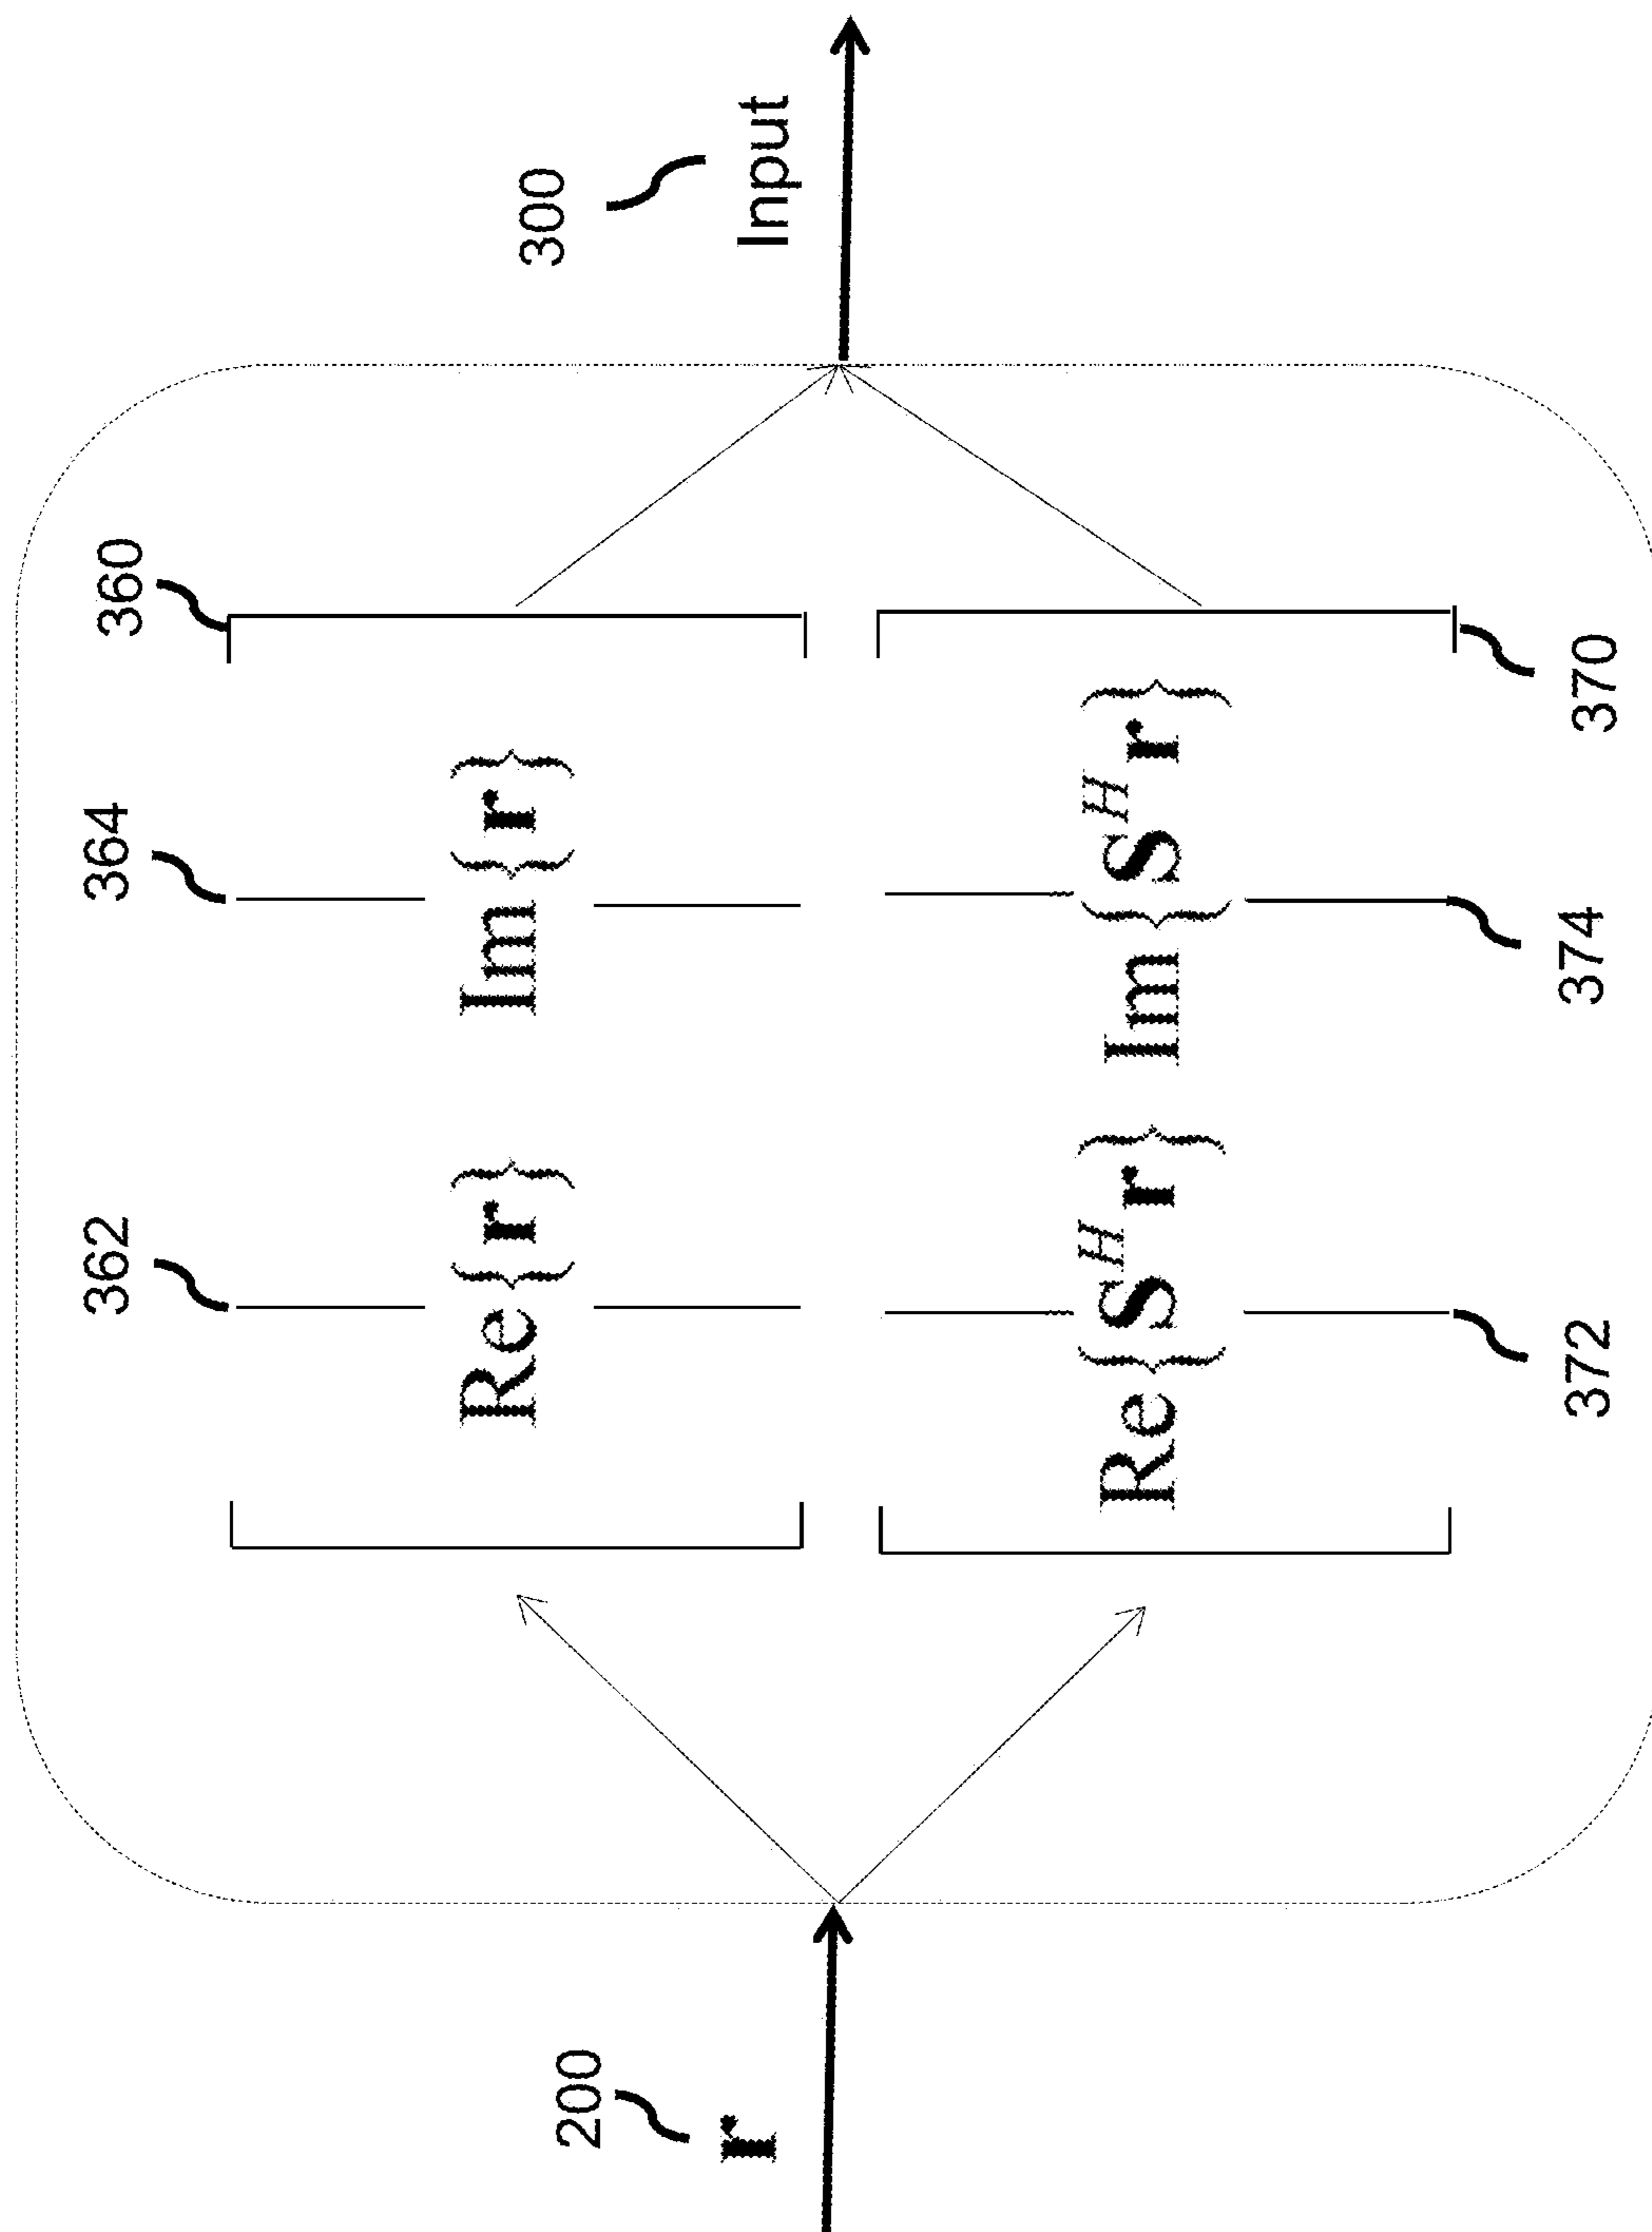 360
362
364
Re{r}
Im{r}
200
r
300
Input
Re{S^H r}
Im{S^H r}
372
374
370